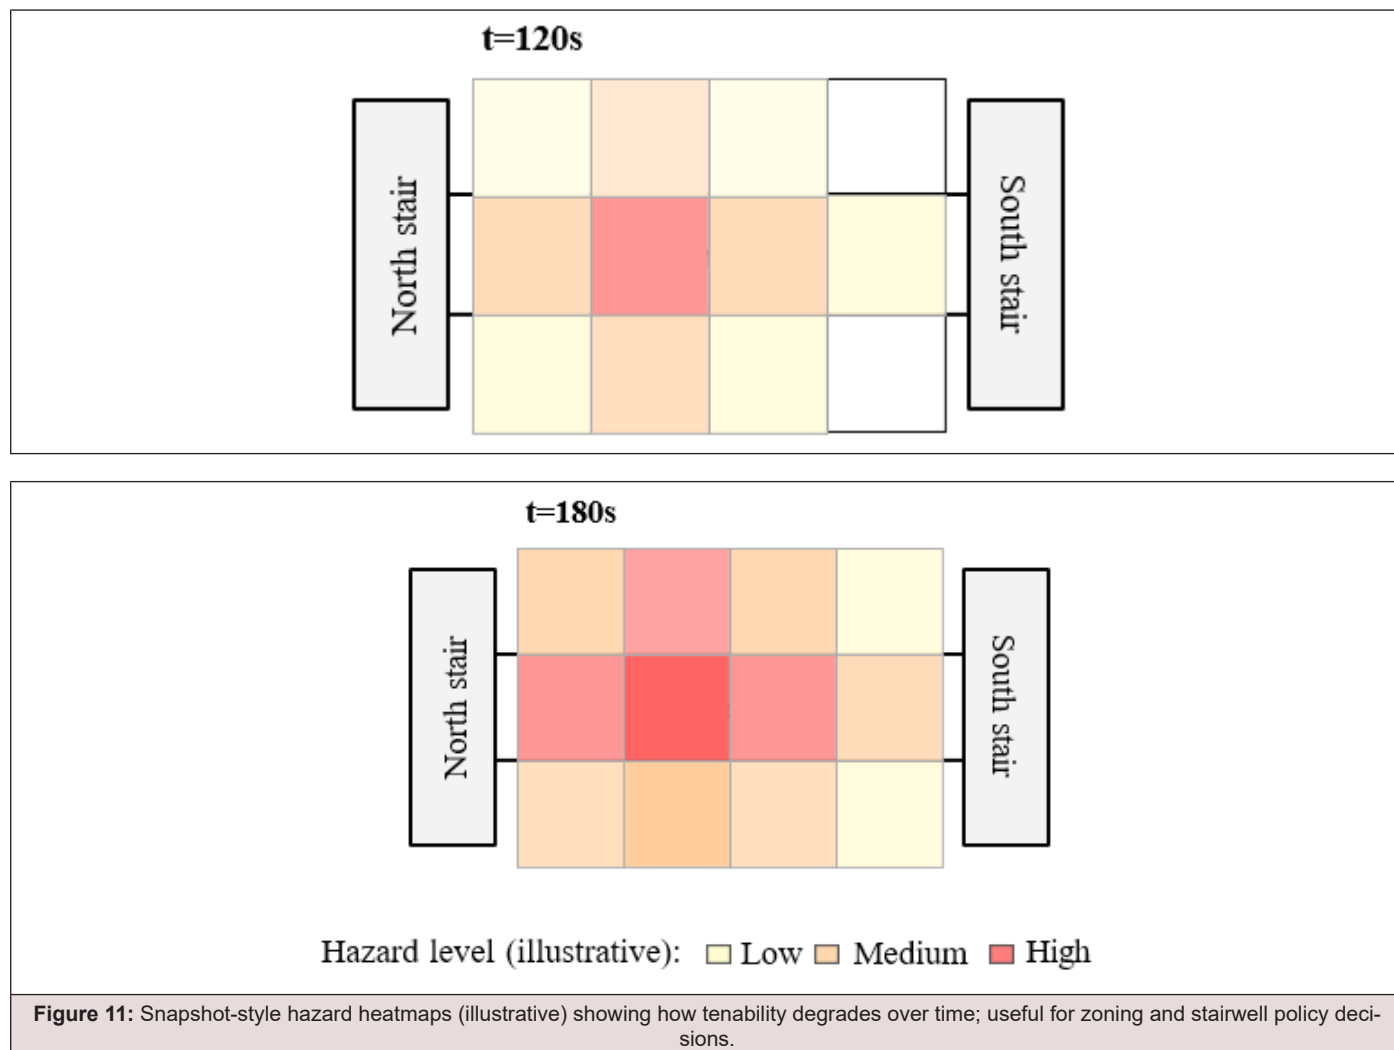 t=120s
North stair
South stair
t=180s
North stair
South stair
Hazard level (illustrative): Low Medium High
Figure 11: Snapshot-style hazard heatmaps (illustrative) showing how tenability degrades over time; useful for zoning and stairwell policy deci-
sions.